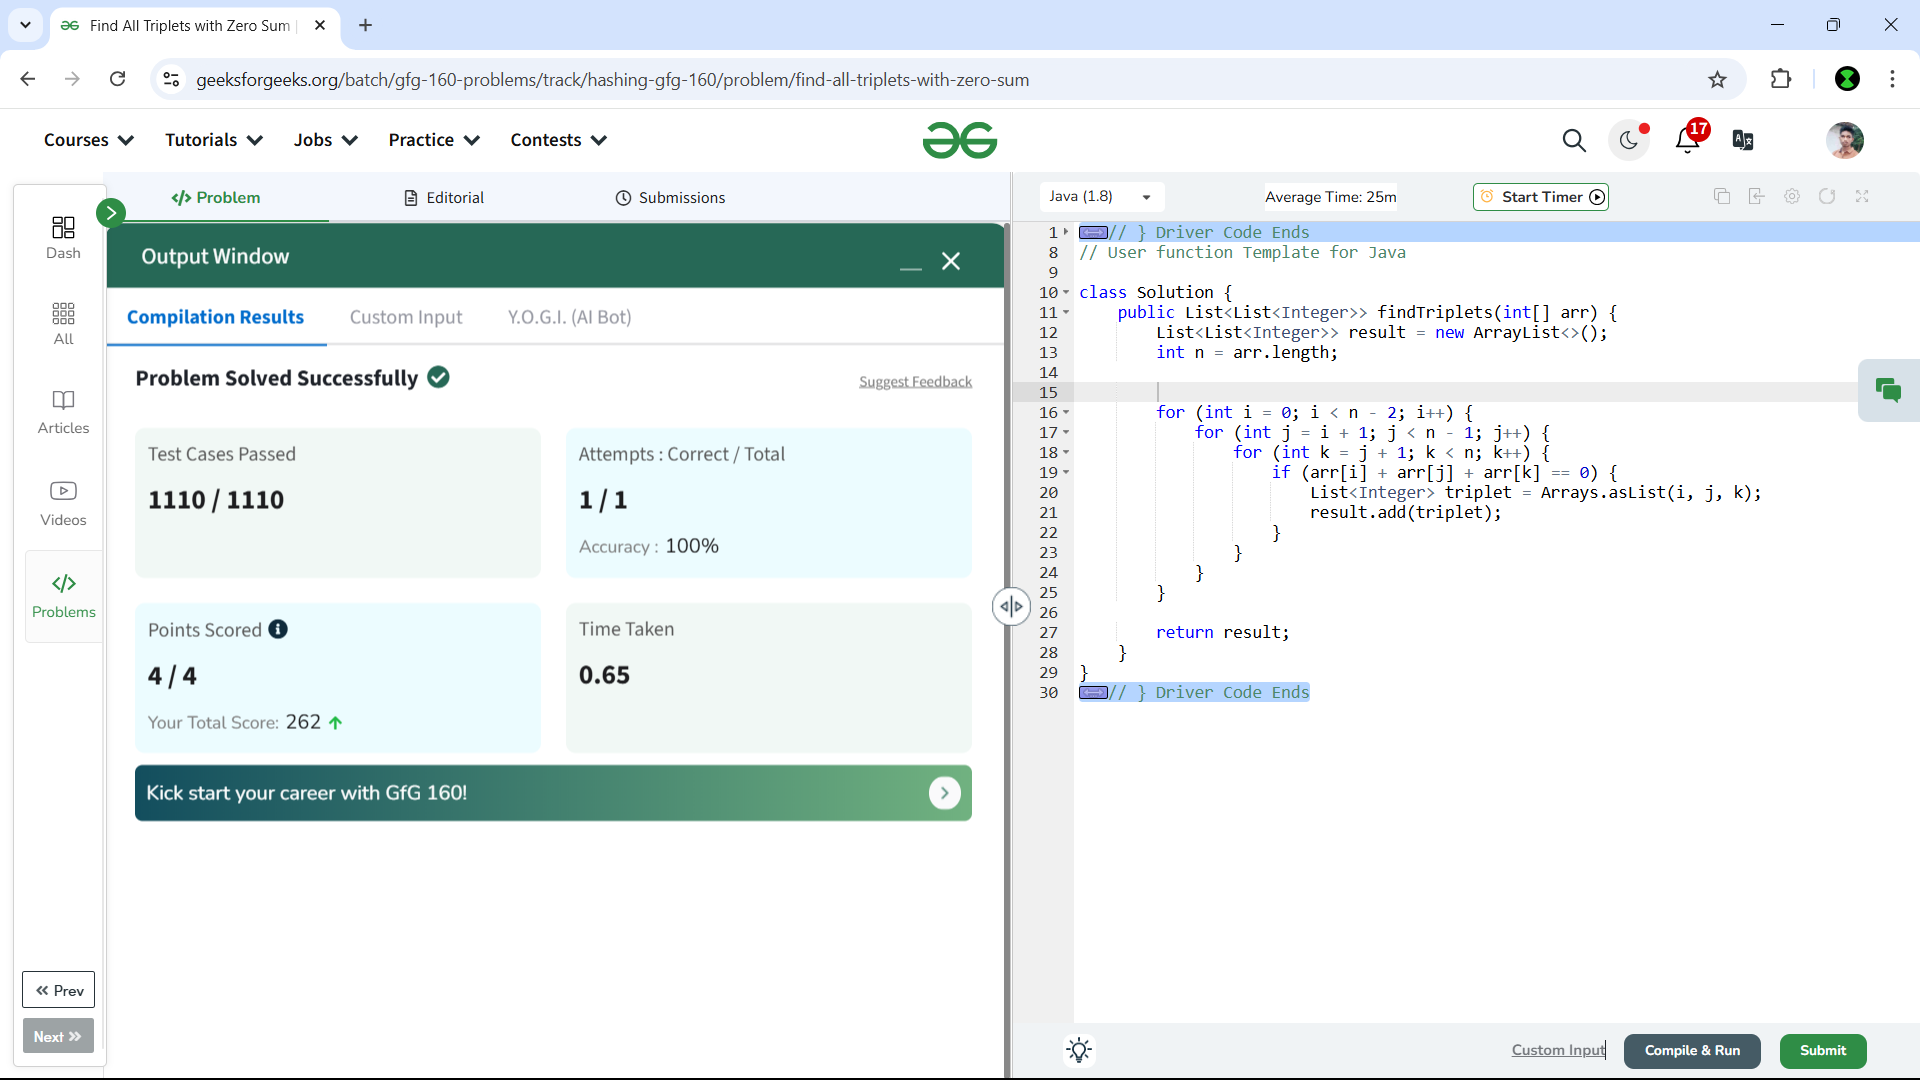 Find All Triplets with Zero Sum
geeksforgeeks.org/batch/gfg-160-problems/track/hashing-gfg-160/problem/find-all-triplets-with-zero-sum
Courses Tutorials Jobs Practice Contests
17
Dash
All
Articles
Videos
Problems
Prev
Next
Problem Editorial Submissions
Output Window
Compilation Results Custom Input Y.O.G.I. (AI Bot)
Problem Solved Successfully
Suggest Feedback
Test Cases Passed
1110 / 1110
Attempts : Correct / Total
1 / 1
Accuracy : 100%
Points Scored
4 / 4
Your Total Score: 262
Time Taken
0.65
Kick start your career with GfG 160!
Java (1.8) Average Time: 25m Start Timer
1 // } Driver Code Ends
8 // User function Template for Java
9
10 class Solution {
11 public List<List<Integer>> findTriplets(int[] arr) {
12 List<List<Integer>> result = new ArrayList<>();
13 int n = arr.length;
14
15
16 for (int i = 0; i < n - 2; i++) {
17 for (int j = i + 1; j < n - 1; j++) {
18 for (int k = j + 1; k < n; k++) {
19 if (arr[i] + arr[j] + arr[k] == 0) {
20 List<Integer> triplet = Arrays.asList(i, j, k);
21 result.add(triplet);
22 }
23 }
24 }
25 }
26
27 return result;
28 }
29 }
30 // } Driver Code Ends
Custom Input Compile & Run Submit